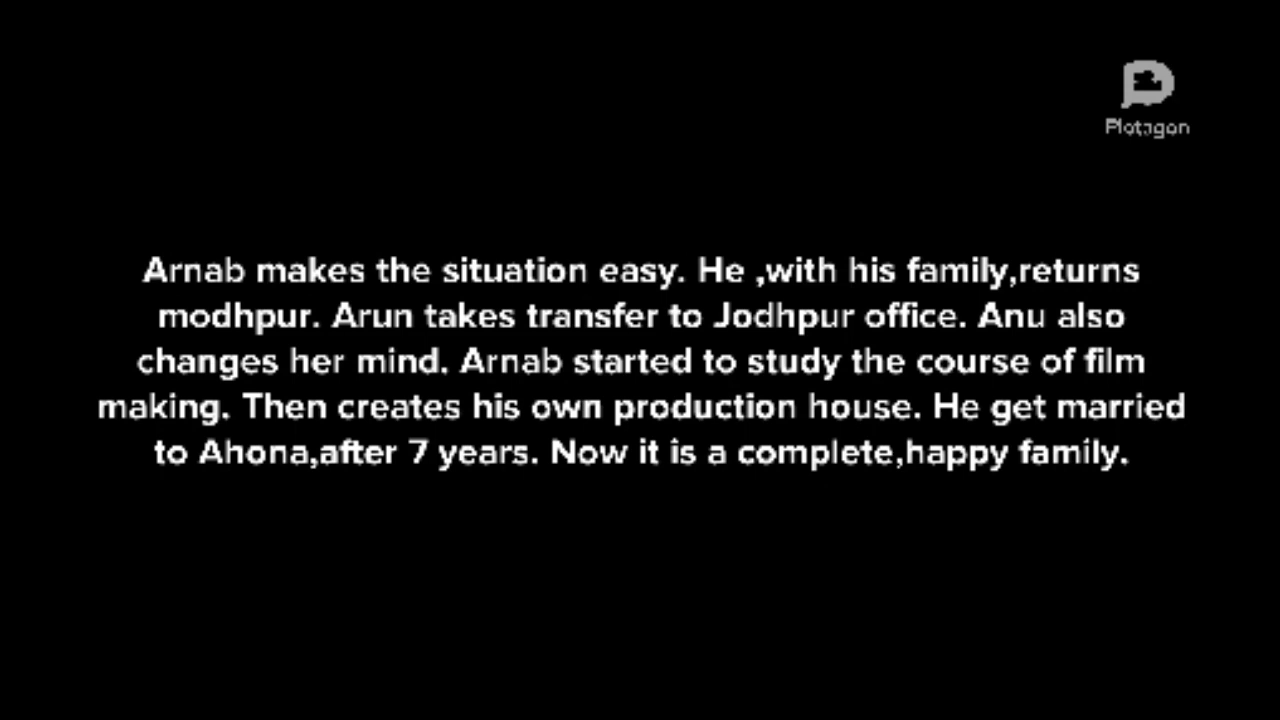 Plotagon
Arnab makes the situation easy. He ,with his family,returns
modhpur. Arun takes transfer to Jodhpur office. Anu also
changes her mind. Arnab started to study the course of film
making. Then creates his own production house. He get married
to Ahona,after 7 years. Now it is a complete,happy family.